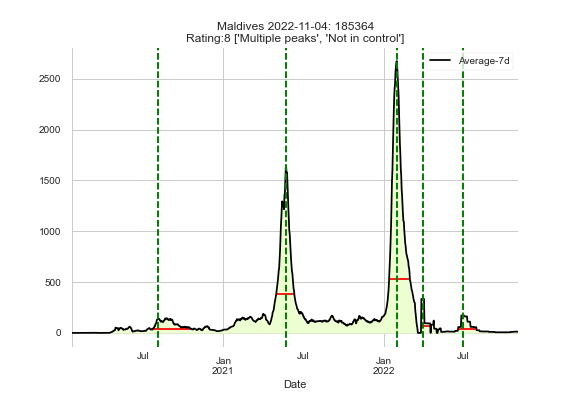 Maldives 2022-11-04: 185364
Rating:8 ['Multiple peaks', 'Not in control']
Average-7d
2500
2000
1500
1000
500
0
Jul
Jan
2021
Jul
Jan
2022
Jul
Date